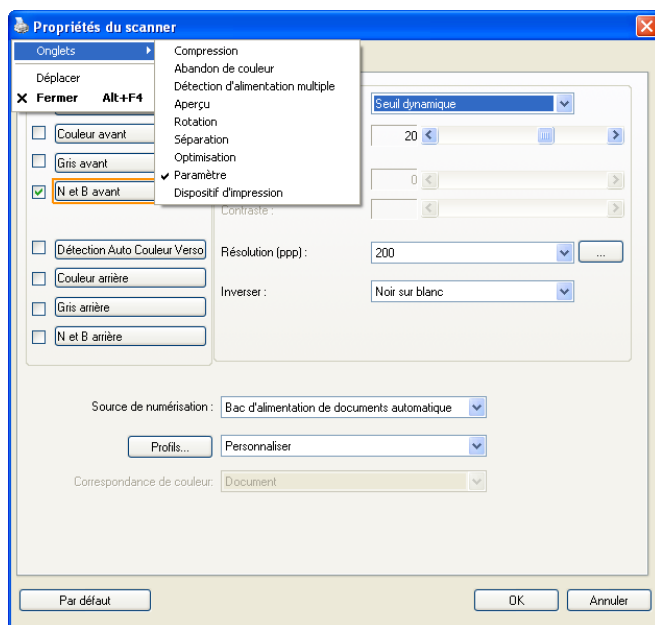 Propriétés du scanner
Onglets
Déplacer
Fermer Alt+F4
Compression
Abandon de couleur
Détection d'alimentation multiple
Aperçu
Rotation
Séparation
Optimisation
Paramètre
Dispositif d'impression
Seuil dynamique
Couleur avant
20
Gris avant
N et B avant
0
Contraste :
Détection Auto Couleur Verso
Résolution (ppp) :
200
...
Couleur arrière
Inverser :
Noir sur blanc
Gris arrière
N et B arrière
Source de numérisation :
Bac d'alimentation de documents automatique
Profils...
Personnaliser
Correspondance de couleur:
Document
Par défaut
OK
Annuler